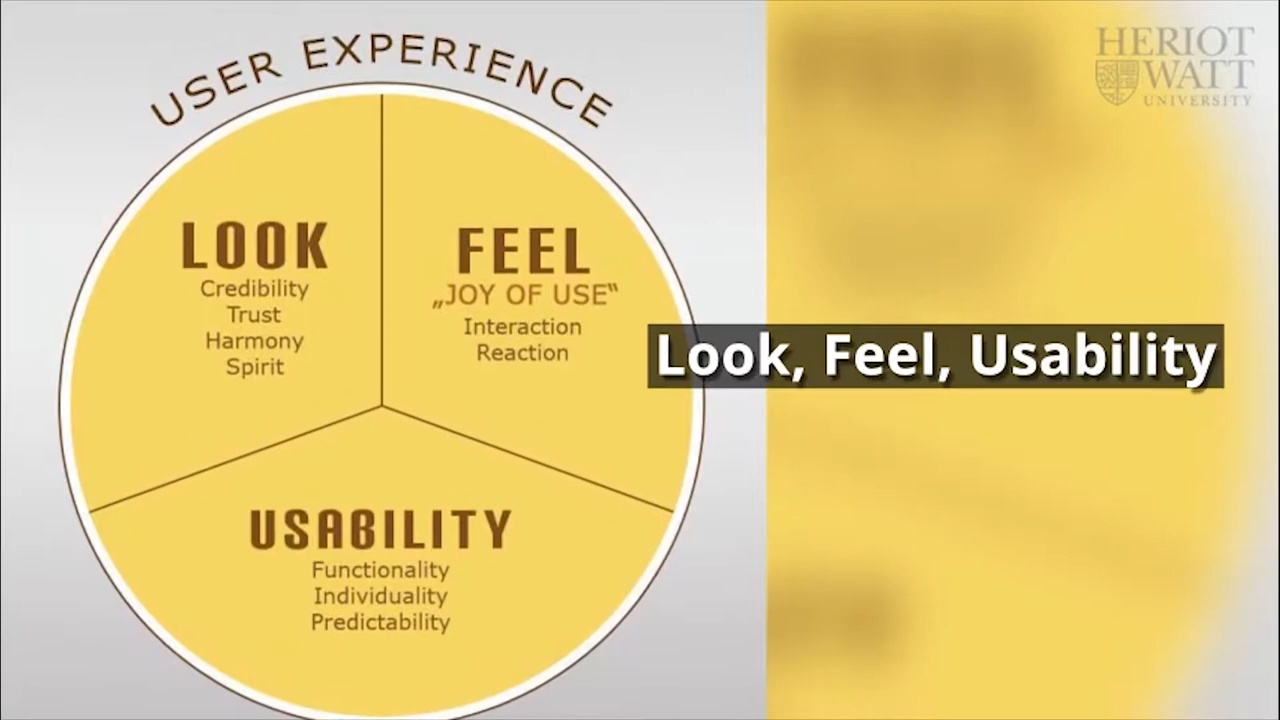 USER EXPERIENCE
LOOK
Credibility
Trust
Harmony
Spirit
FEEL
„JOY OF USE“
Interaction
Reaction
USABILITY
Functionality
Individuality
Predictability
Look, Feel, Usability
HERIOT
WATT
UNIVERSITY